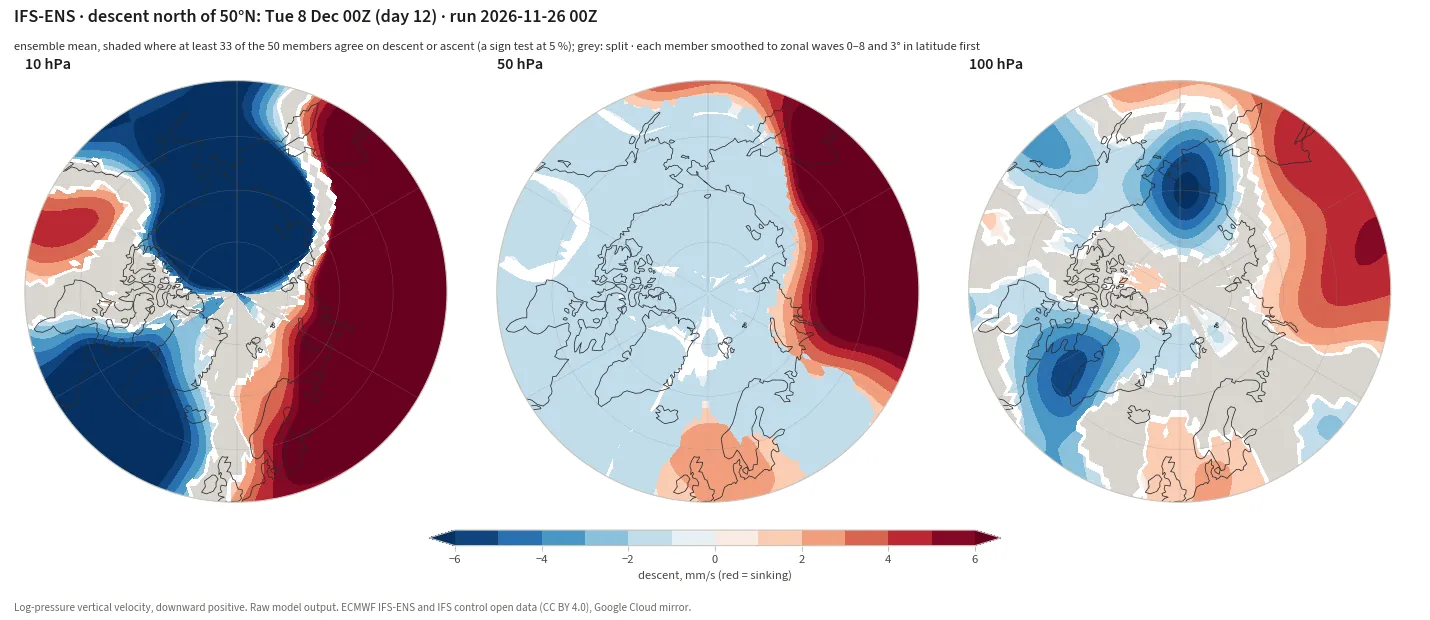 IFS-ENS · descent north of 50°N: Tue 8 Dec 00Z (day 12) · run 2026-11-26 00Z
ensemble mean, shaded where at least 33 of the 50 members agree on descent or ascent (a sign test at 5 %); grey: split · each member smoothed to zonal waves 0–8 and 3° in latitude first
10 hPa
50 hPa
100 hPa
−6 −4 −2 0 2 4 6
descent, mm/s (red = sinking)
Log-pressure vertical velocity, downward positive. Raw model output. ECMWF IFS-ENS and IFS control open data (CC BY 4.0), Google Cloud mirror.